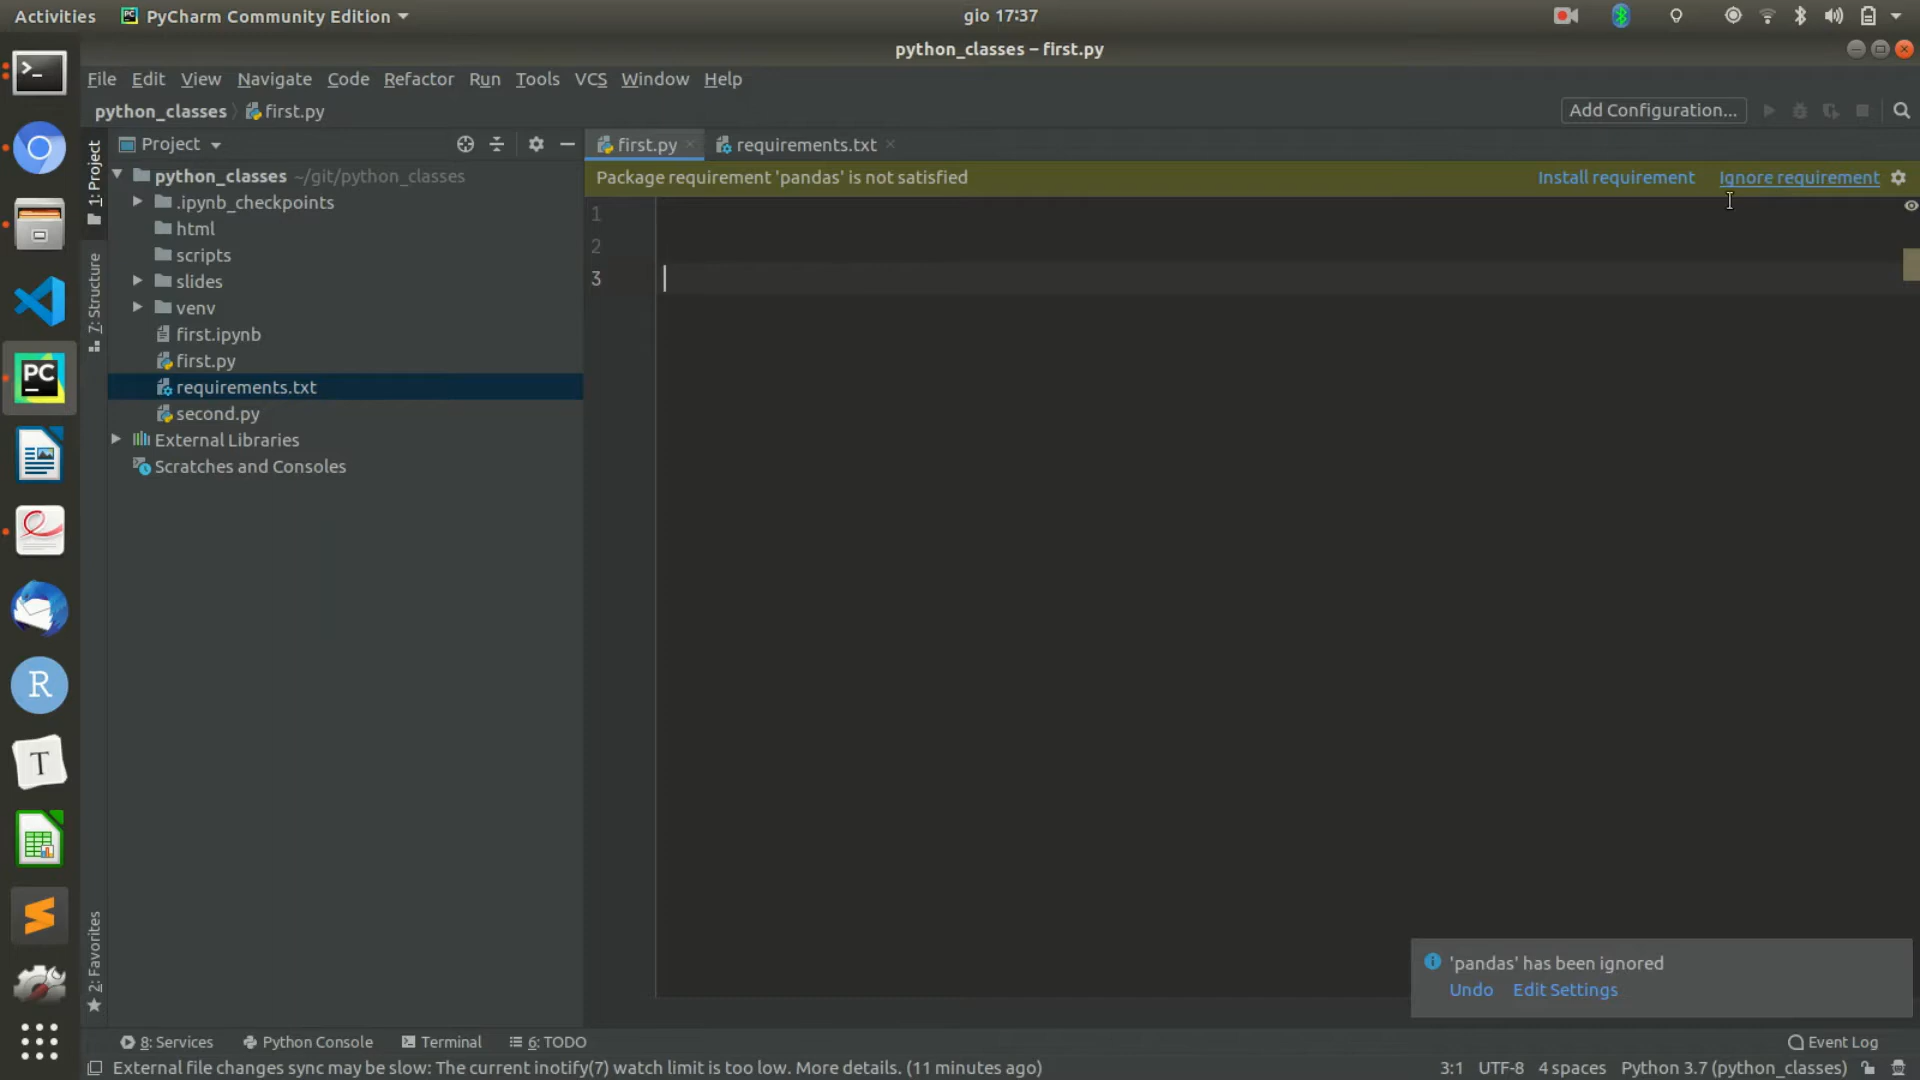 Activities PyCharm Community Edition gio 17:37
python_classes – first.py
File Edit View Navigate Code Refactor Run Tools VCS Window Help
python_classes first.py Add Configuration...
1: Project
Project
first.py
requirements.txt
Package requirement 'pandas' is not satisfied Install requirement Ignore requirement
python_classes ~/git/python_classes
.ipynb_checkpoints
html
scripts
slides
venv
first.ipynb
first.py
requirements.txt
second.py
External Libraries
Scratches and Consoles
7: Structure
2: Favorites
1
2
3
PC
R
T
'pandas' has been ignored
Undo Edit Settings
8: Services Python Console Terminal 6: TODO Event Log
External file changes sync may be slow: The current inotify(7) watch limit is too low. More details. (11 minutes ago) 3:1 UTF-8 4 spaces Python 3.7 (python_classes)